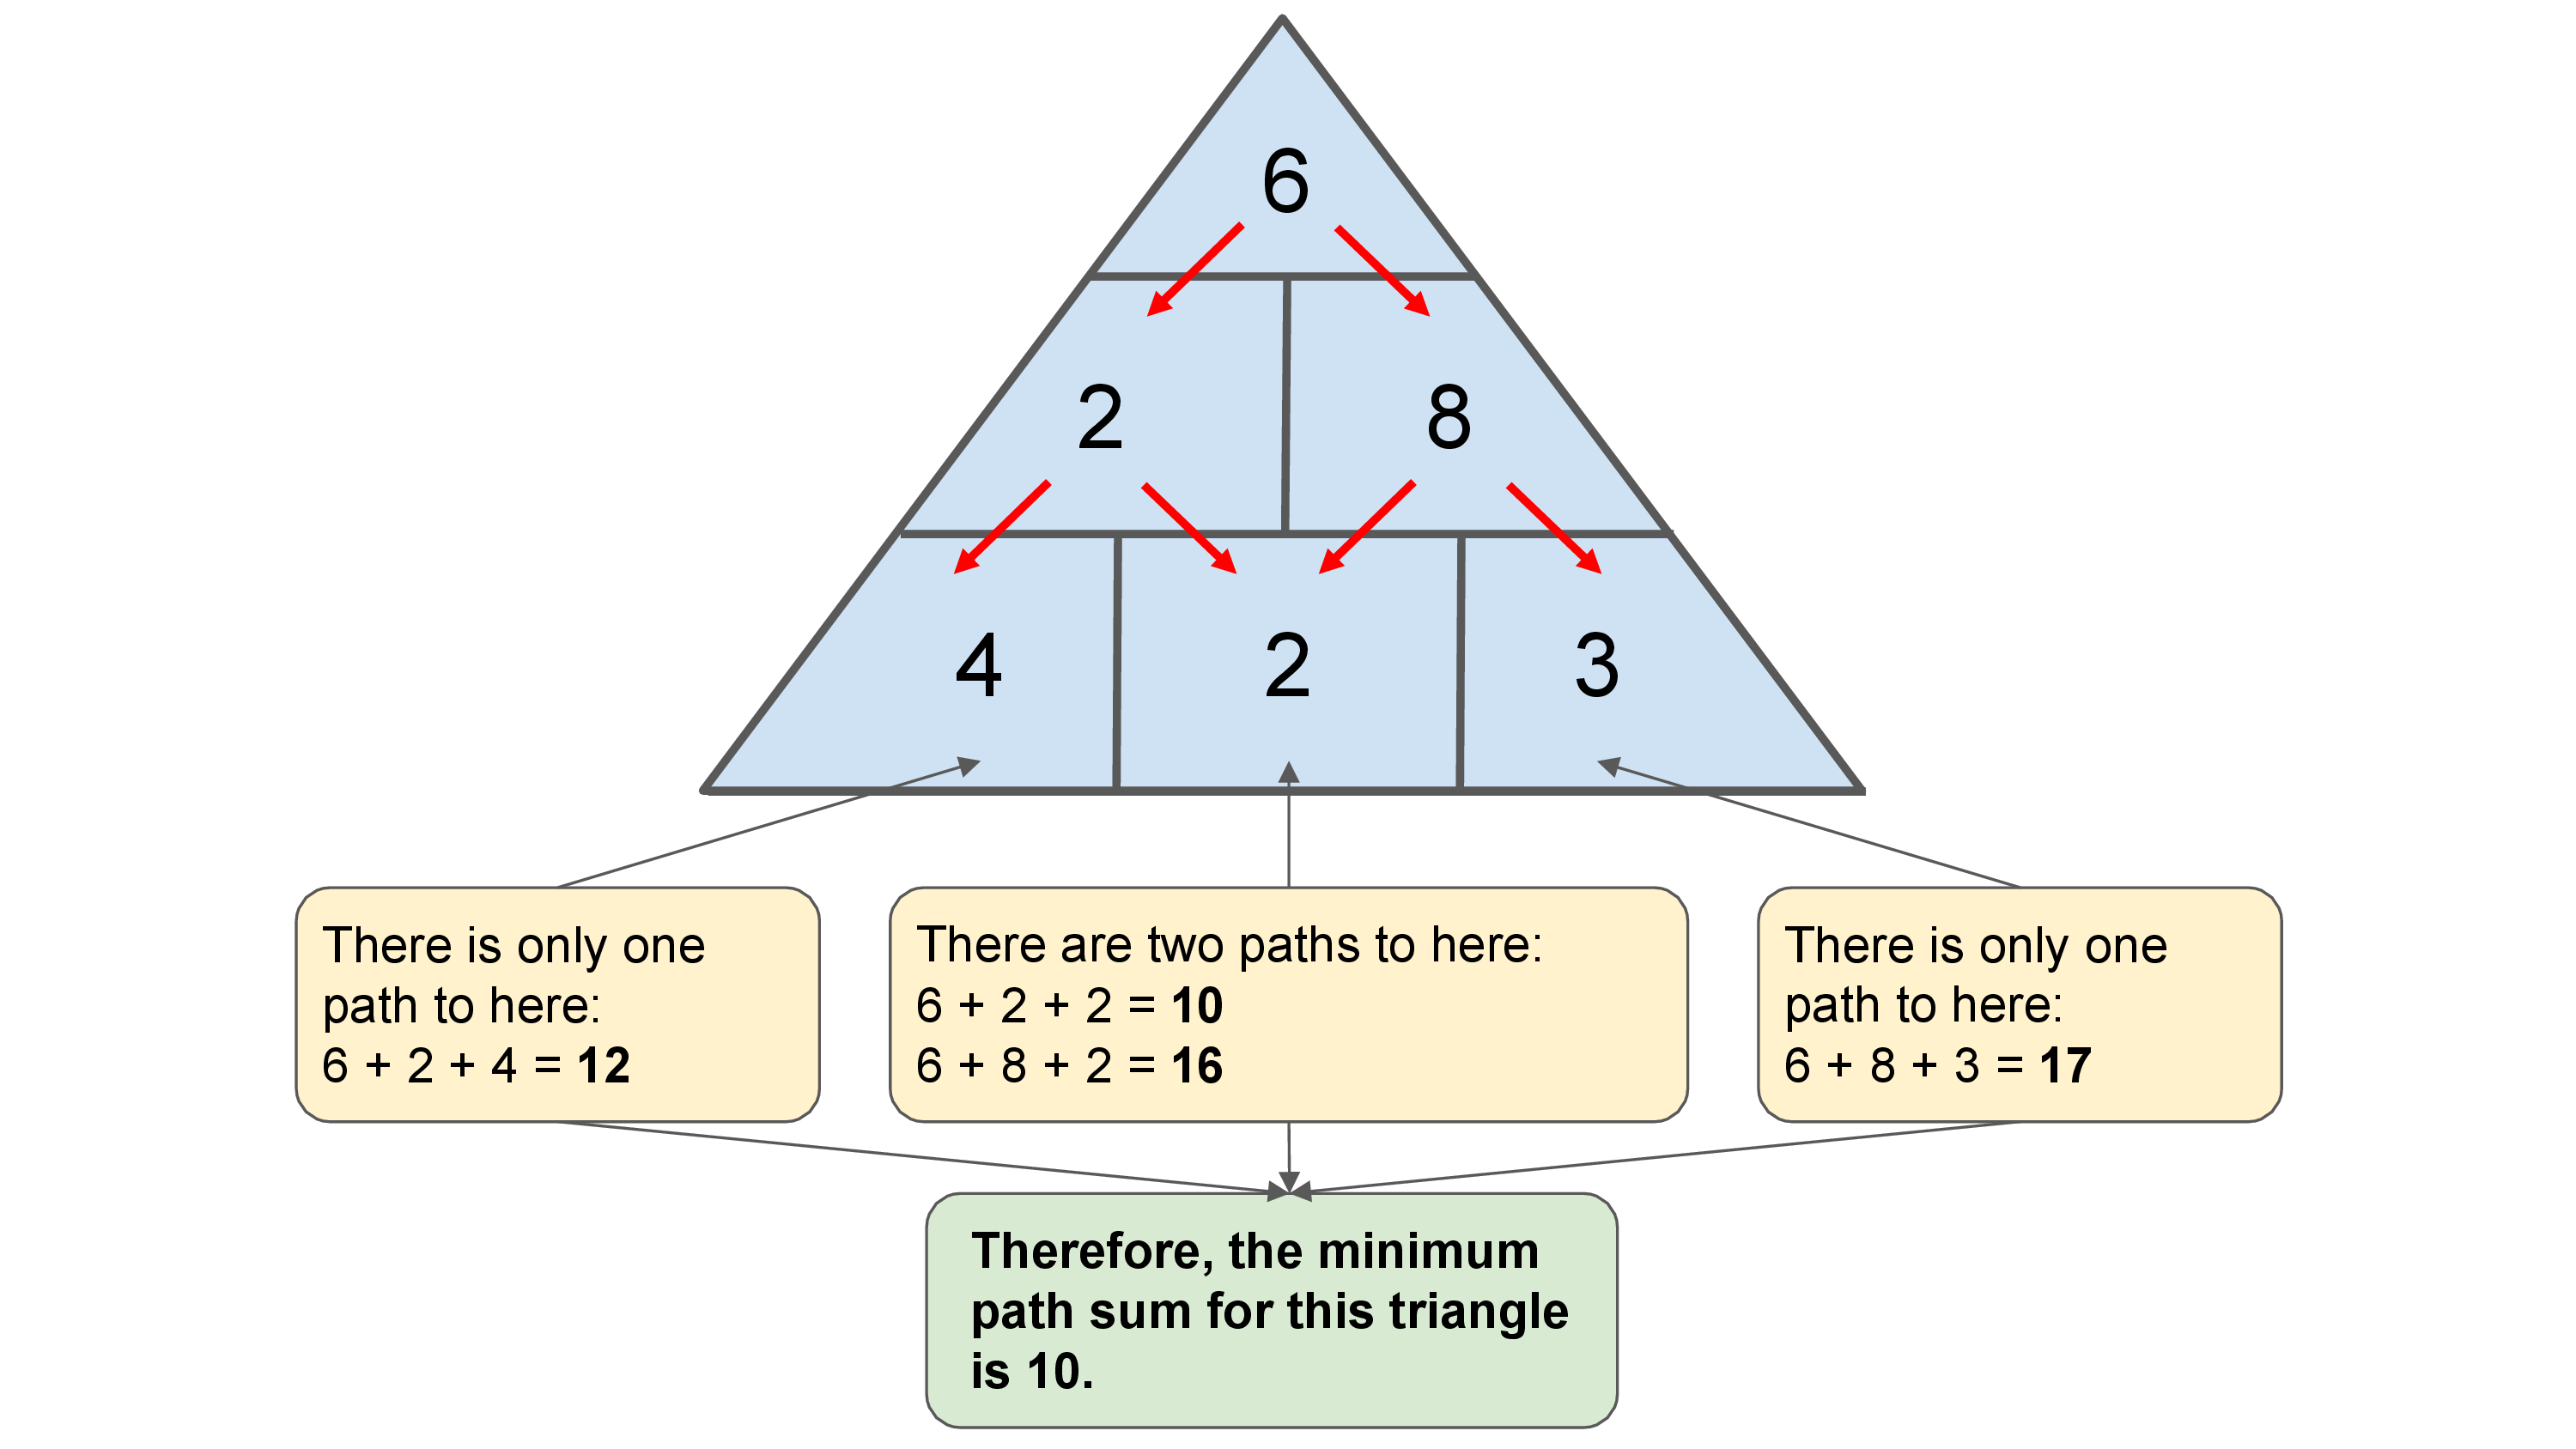 6
2 8
4 2 3
There is only one
path to here:
6 + 2 + 4 = 12
There are two paths to here:
6 + 2 + 2 = 10
6 + 8 + 2 = 16
There is only one
path to here:
6 + 8 + 3 = 17
Therefore, the minimum
path sum for this triangle
is 10.